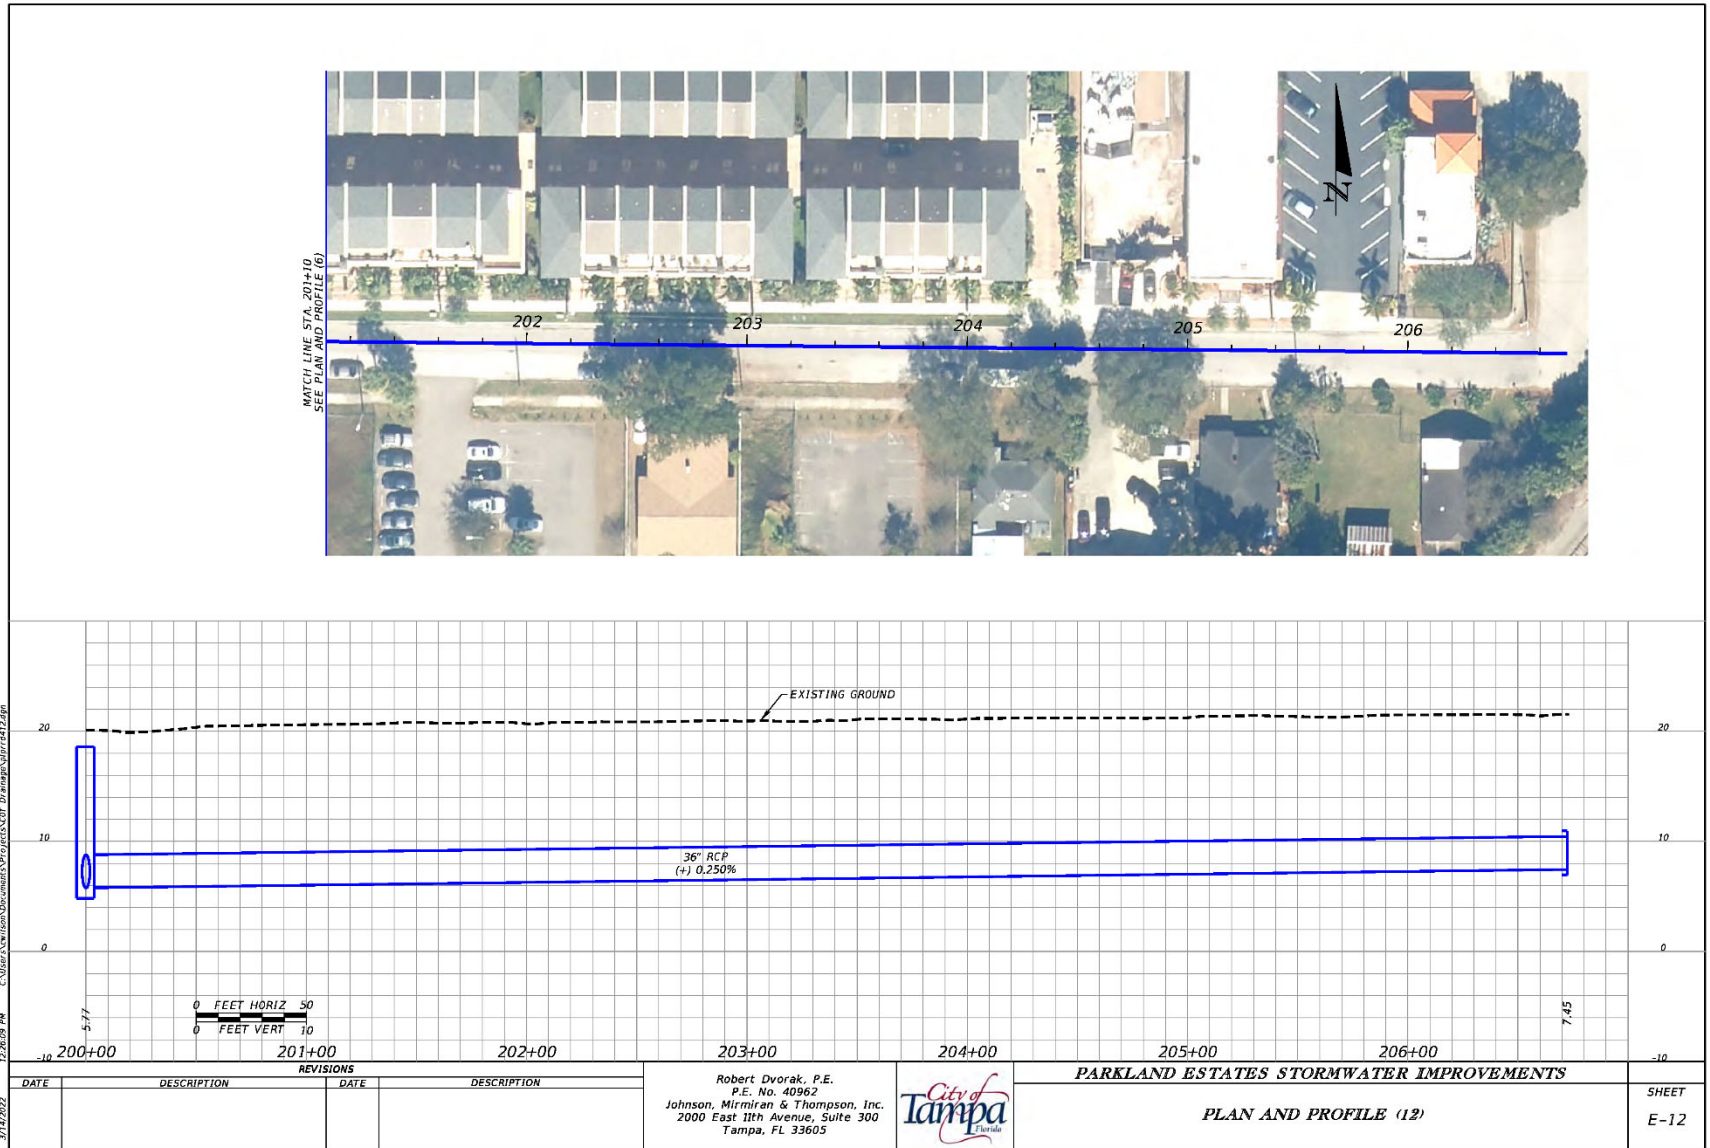 MATCH LINE STA. 201+10
SEE PLAN AND PROFILE (6)
N
202
203
204
205
206
EXISTING GROUND
20
20
10
10
36" RCP
(+) 0.250%
0
0
5.77
7.45
0 FEET HORIZ 50
0 FEET VERT 10
-10
-10
200+00
201+00
202+00
203+00
204+00
205+00
206+00
REVISIONS
DATE
DESCRIPTION
DATE
DESCRIPTION
Robert Dvorak, P.E.
P.E. No. 40962
Johnson, Mirmiran & Thompson, Inc.
2000 East 11th Avenue, Suite 300
Tampa, FL 33605
City of
Tampa
Florida
PARKLAND ESTATES STORMWATER IMPROVEMENTS
PLAN AND PROFILE (12)
SHEET
E-12
3/14/2022
12:26:09 PM